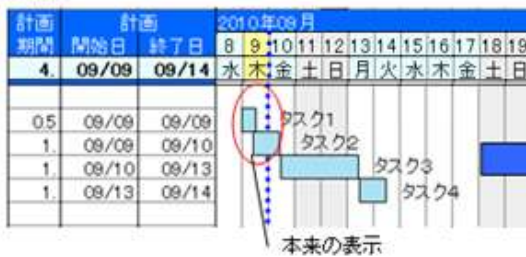 計画 計画 2010年09月
期間 開始日 終了日 8 9 10 11 12 13 14 15 16 17 18 19
4. 09/09 09/14 水 木 金 土 日 月 火 水 木 金 土 日
0.5 09/09 09/09 タスク1
1. 09/09 09/10 タスク2
1. 09/10 09/13 タスク3
1. 09/13 09/14 タスク4
本来の表示